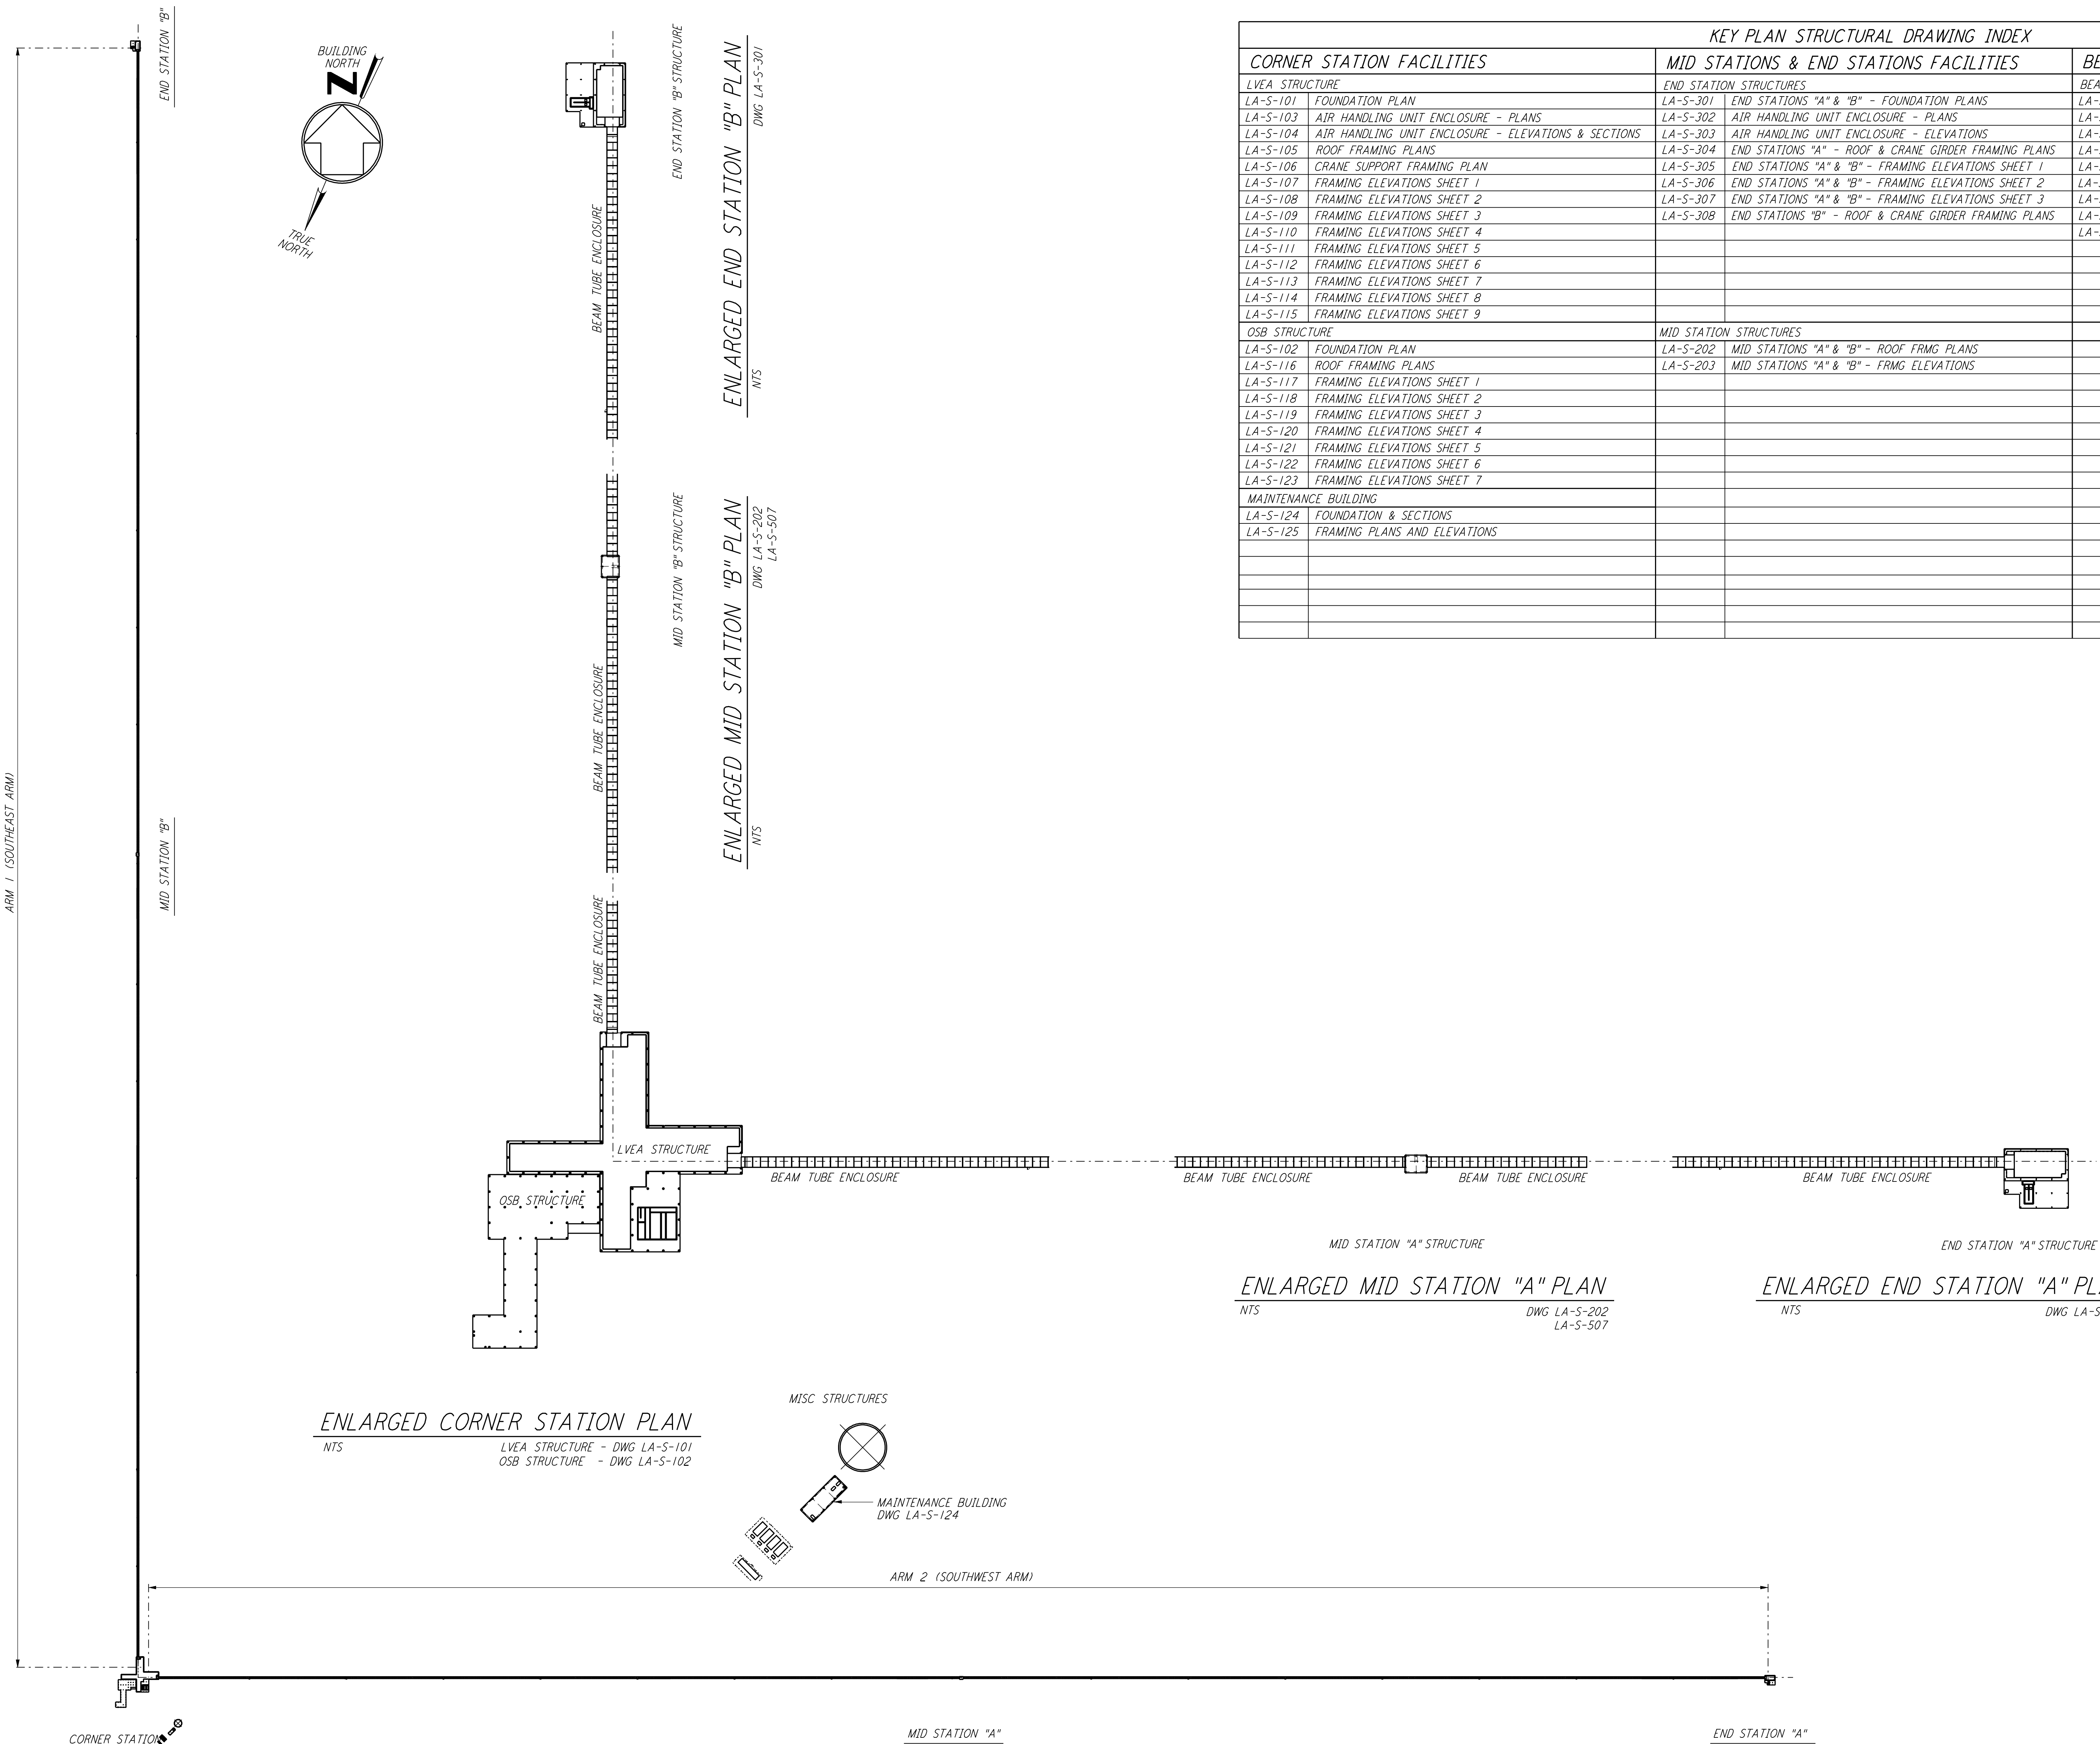 KEY PLAN STRUCTURAL DRAWING INDEX
CORNER STATION FACILITIES
MID STATIONS & END STATIONS FACILITIES
LVEA STRUCTURE
END STATION STRUCTURES
LA-S-101 FOUNDATION PLAN
LA-S-301 END STATIONS "A" & "B" - FOUNDATION PLANS
LA-S-103 AIR HANDLING UNIT ENCLOSURE - PLANS
LA-S-302 AIR HANDLING UNIT ENCLOSURE - PLANS
LA-S-104 AIR HANDLING UNIT ENCLOSURE - ELEVATIONS & SECTIONS
LA-S-303 AIR HANDLING UNIT ENCLOSURE - ELEVATIONS
LA-S-105 ROOF FRAMING PLANS
LA-S-304 END STATIONS "A" - ROOF & CRANE GIRDER FRAMING PLANS
LA-S-106 CRANE SUPPORT FRAMING PLAN
LA-S-305 END STATIONS "A" & "B" - FRAMING ELEVATIONS SHEET 1
LA-S-107 FRAMING ELEVATIONS SHEET 1
LA-S-306 END STATIONS "A" & "B" - FRAMING ELEVATIONS SHEET 2
LA-S-108 FRAMING ELEVATIONS SHEET 2
LA-S-307 END STATIONS "A" & "B" - FRAMING ELEVATIONS SHEET 3
LA-S-109 FRAMING ELEVATIONS SHEET 3
LA-S-308 END STATIONS "B" - ROOF & CRANE GIRDER FRAMING PLANS
LA-S-110 FRAMING ELEVATIONS SHEET 4
LA-S-111 FRAMING ELEVATIONS SHEET 5
LA-S-112 FRAMING ELEVATIONS SHEET 6
LA-S-113 FRAMING ELEVATIONS SHEET 7
LA-S-114 FRAMING ELEVATIONS SHEET 8
LA-S-115 FRAMING ELEVATIONS SHEET 9
OSB STRUCTURE
MID STATION STRUCTURES
LA-S-102 FOUNDATION PLAN
LA-S-202 MID STATIONS "A" & "B" - ROOF FRMG PLANS
LA-S-116 ROOF FRAMING PLANS
LA-S-203 MID STATIONS "A" & "B" - FRMG ELEVATIONS
LA-S-117 FRAMING ELEVATIONS SHEET 1
LA-S-118 FRAMING ELEVATIONS SHEET 2
LA-S-119 FRAMING ELEVATIONS SHEET 3
LA-S-120 FRAMING ELEVATIONS SHEET 4
LA-S-121 FRAMING ELEVATIONS SHEET 5
LA-S-122 FRAMING ELEVATIONS SHEET 6
LA-S-123 FRAMING ELEVATIONS SHEET 7
MAINTENANCE BUILDING
LA-S-124 FOUNDATION & SECTIONS
LA-S-125 FRAMING PLANS AND ELEVATIONS
BUILDING
NORTH
N
TRUE
NORTH
ARM 1 (SOUTHEAST ARM)
END STATION "B"
MID STATION "B"
BEAM TUBE ENCLOSURE
END STATION "B" STRUCTURE
ENLARGED END STATION "B" PLAN
NTS
DWG LA-S-301
BEAM TUBE ENCLOSURE
MID STATION "B" STRUCTURE
ENLARGED MID STATION "B" PLAN
NTS
DWG LA-S-202
LA-S-507
BEAM TUBE ENCLOSURE
LVEA STRUCTURE
OSB STRUCTURE
BEAM TUBE ENCLOSURE
BEAM TUBE ENCLOSURE
BEAM TUBE ENCLOSURE
BEAM TUBE ENCLOSURE
MID STATION "A" STRUCTURE
END STATION "A" STRUCTURE
ENLARGED MID STATION "A" PLAN
NTS
DWG LA-S-202
LA-S-507
ENLARGED END STATION "A"
NTS
DWG
ENLARGED CORNER STATION PLAN
NTS
LVEA STRUCTURE - DWG LA-S-101
OSB STRUCTURE - DWG LA-S-102
MISC STRUCTURES
MAINTENANCE BUILDING
DWG LA-S-124
ARM 2 (SOUTHWEST ARM)
CORNER STATION
MID STATION "A"
END STATION "A"